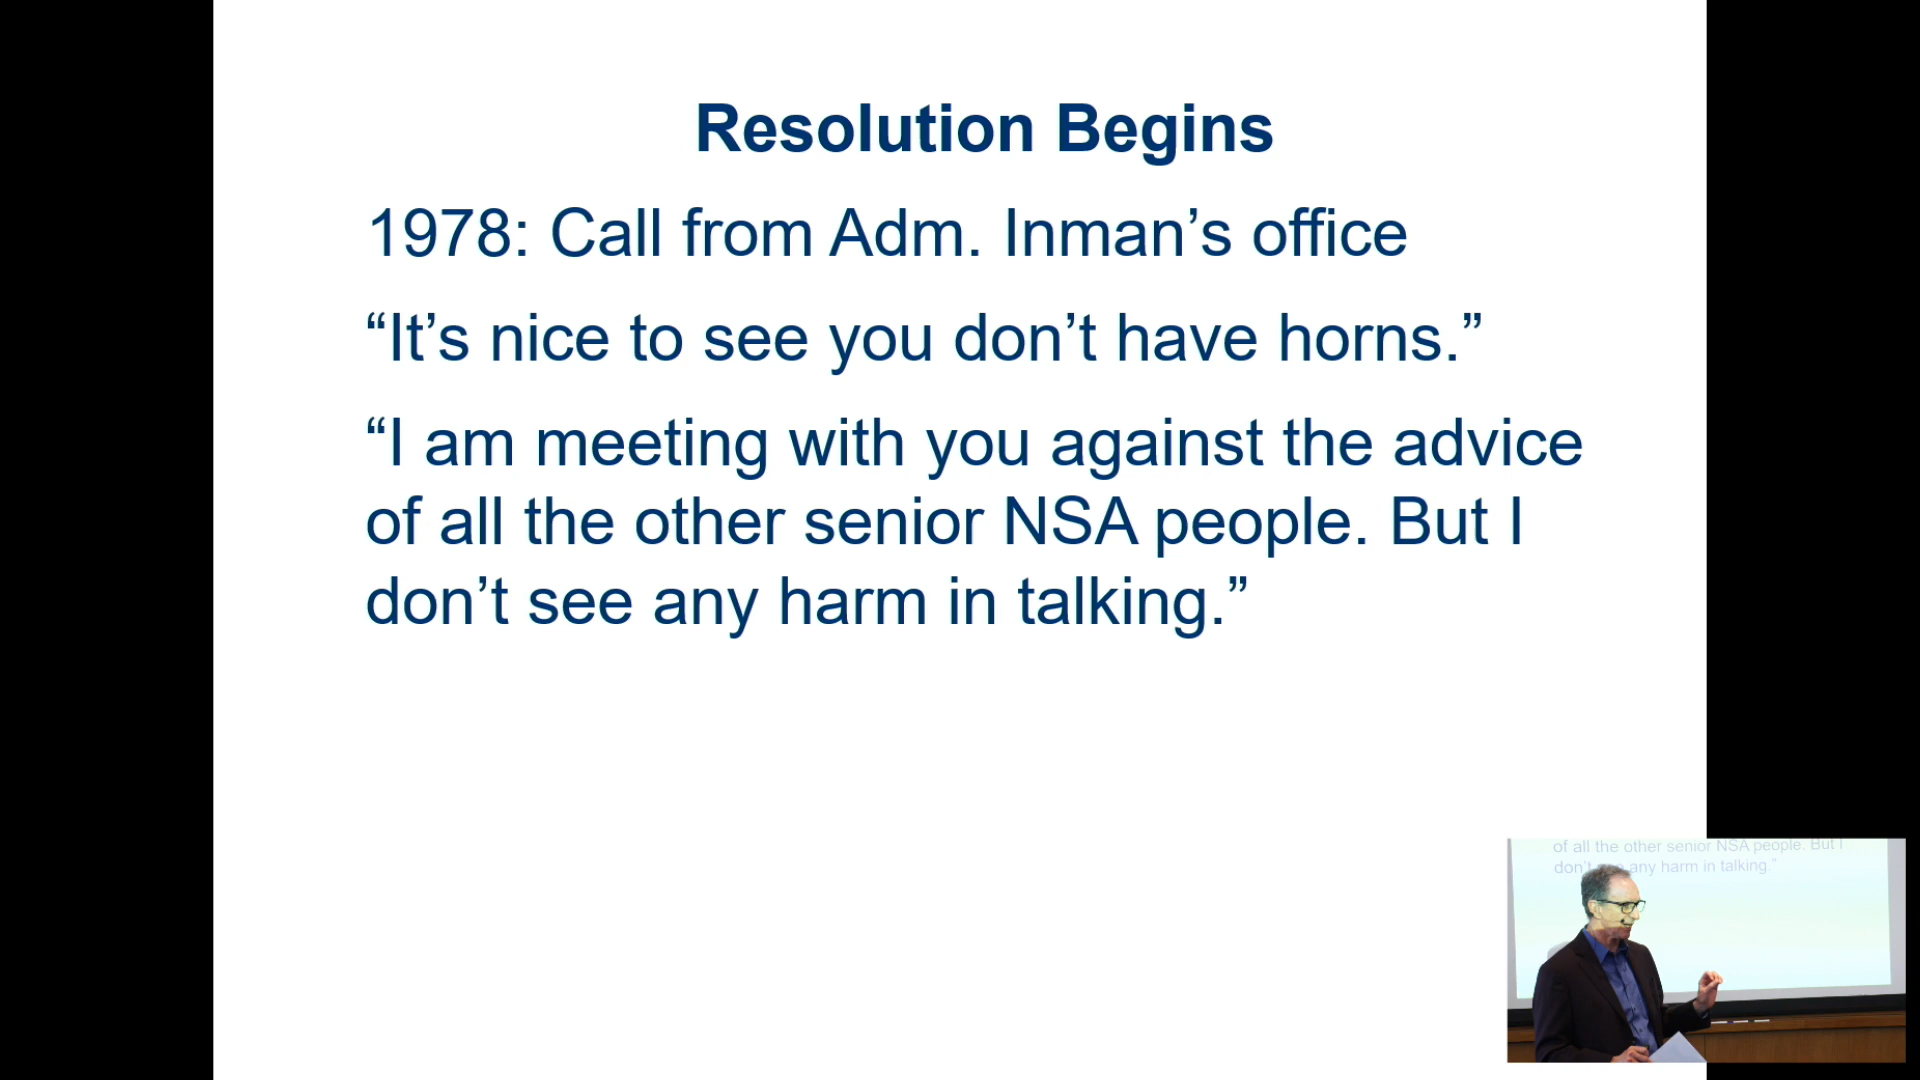 Resolution Begins
1978: Call from Adm. Inman’s office
“It’s nice to see you don’t have horns.”
“I am meeting with you against the advice
of all the other senior NSA people. But I
don’t see any harm in talking.”
of all the other senior NSA people. But I
don’t see any harm in talking.”